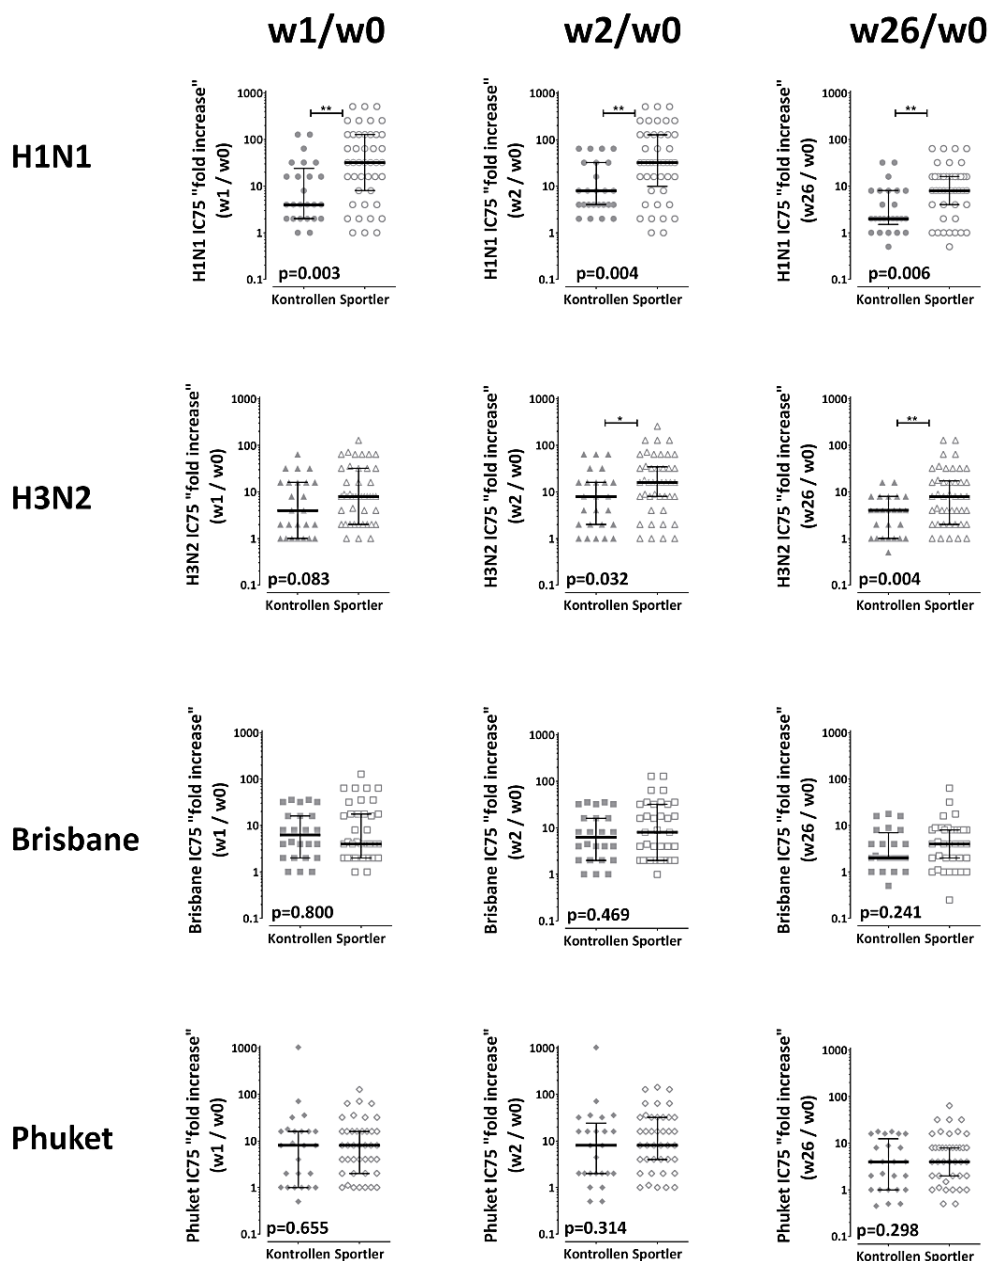 w1/w0
w2/w0
w26/w0
H1N1
H1N1 IC75 "fold increase"
(w1 / w0)
1000
100
10
1
0.1
**
p=0.003
Kontrollen Sportler
H1N1 IC75 "fold increase"
(w2 / w0)
1000
100
10
1
0.1
**
p=0.004
Kontrollen Sportler
H1N1 IC75 "fold increase"
(w26 / w0)
1000
100
10
1
0.1
**
p=0.006
Kontrollen Sportler
H3N2
H3N2 IC75 "fold increase"
(w1 / w0)
1000
100
10
1
0.1
p=0.083
Kontrollen Sportler
H3N2 IC75 "fold increase"
(w2 / w0)
1000
100
10
1
0.1
*
p=0.032
Kontrollen Sportler
H3N2 IC75 "fold increase"
(w26 / w0)
1000
100
10
1
0.1
**
p=0.004
Kontrollen Sportler
Brisbane
Brisbane IC75 "fold increase"
(w1 / w0)
1000
100
10
1
0.1
p=0.800
Kontrollen Sportler
Brisbane IC75 "fold increase"
(w2 / w0)
1000
100
10
1
0.1
p=0.469
Kontrollen Sportler
Brisbane IC75 "fold increase"
(w26 / w0)
1000
100
10
1
0.1
p=0.241
Kontrollen Sportler
Phuket
Phuket IC75 "fold increase"
(w1 / w0)
1000
100
10
1
0.1
p=0.655
Kontrollen Sportler
Phuket IC75 "fold increase"
(w2 / w0)
1000
100
10
1
0.1
p=0.314
Kontrollen Sportler
Phuket IC75 "fold increase"
(w26 / w0)
1000
100
10
1
0.1
p=0.298
Kontrollen Sportler